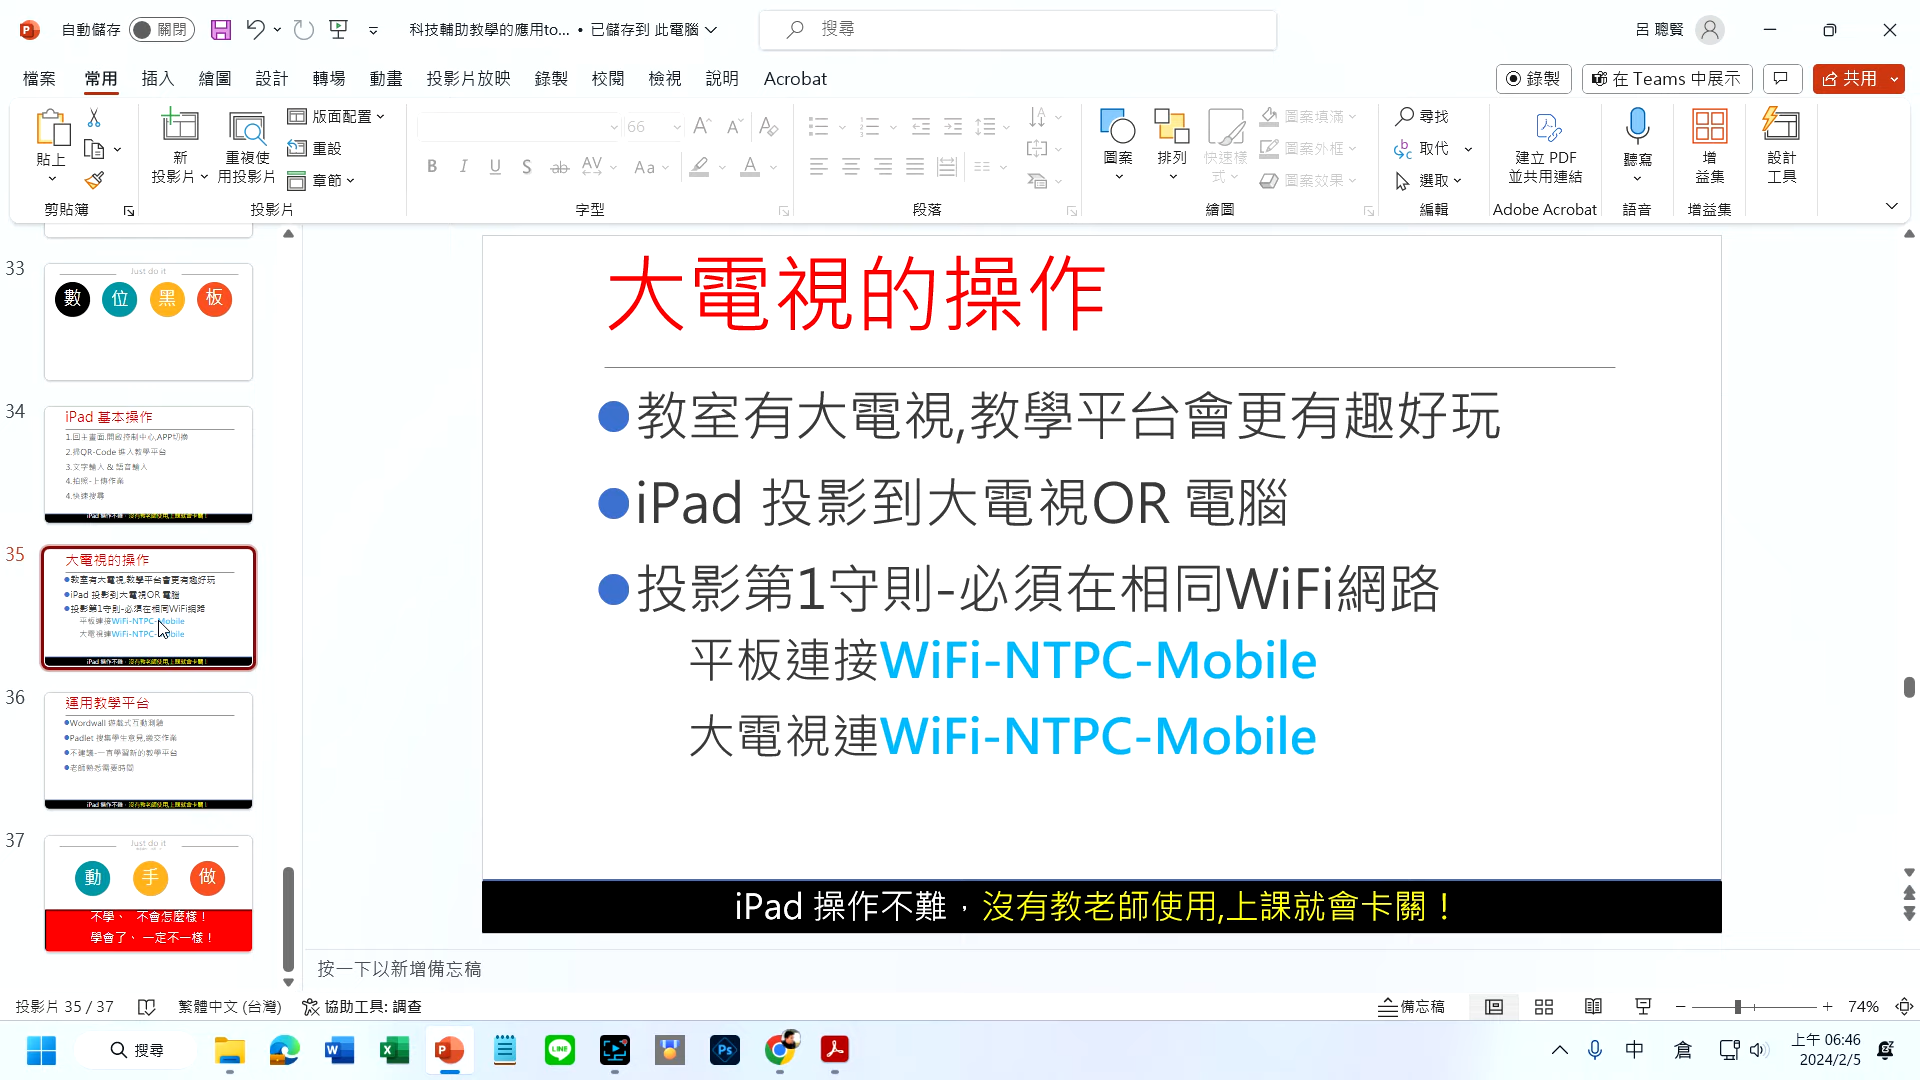 自動儲存 關閉 科技輔助教學的應用to... • 已儲存到 此電腦 搜尋 呂 聰賢
檔案 常用 插入 繪圖 設計 轉場 動畫 投影片放映 錄製 校閱 檢視 說明 Acrobat 錄製 在 Teams 中展示 共用
貼上
剪貼簿
新
投影片
重複使
用投影片
版面配置
重設
章節
投影片
66
B I U S ab AV Aa A
字型
段落
圖案
排列
快速樣
式
圖案填滿
圖案外框
圖案效果
繪圖
尋找
取代
選取
編輯
建立 PDF
並共用連結
Adobe Acrobat
聽寫
語音
增
益集
增益集
設計
工具
33
Just do it
數 位 黑 板
34
iPad 基本操作
1.回主畫面.開啟控制中心,APP切換
2.掃QR-Code 進入教學平台
3.文字輸入 & 語音輸入
4.拍照-上傳作業
4.快速搜尋
iPad 操作不難，沒有教老師使用,上課就會卡關！
35
大電視的操作
教室有大電視,教學平台會更有趣好玩
iPad 投影到大電視OR 電腦
投影第1守則-必須在相同WiFi網路
平板連接WiFi-NTPC-Mobile
大電視連WiFi-NTPC-Mobile
iPad 操作不難，沒有教老師使用,上課就會卡關！
36
運用教學平台
Wordwall 遊戲式互動測驗
Padlet 搜集學生意見,繳交作業
不建議-一直學習新的教學平台
老師熟悉需要時間
iPad 操作不難，沒有教老師使用,上課就會卡關！
37
Just do it
動 手 做
不學、 不會怎麼樣！
學會了、一定不一樣！
大電視的操作
●教室有大電視,教學平台會更有趣好玩
●iPad 投影到大電視OR 電腦
●投影第1守則-必須在相同WiFi網路
平板連接WiFi-NTPC-Mobile
大電視連WiFi-NTPC-Mobile
iPad 操作不難，沒有教老師使用,上課就會卡關！
按一下以新增備忘稿
投影片 35 / 37 繁體中文 (台灣) 協助工具: 調查 備忘稿 74%
搜尋 中 倉 上午 06:46
2024/2/5